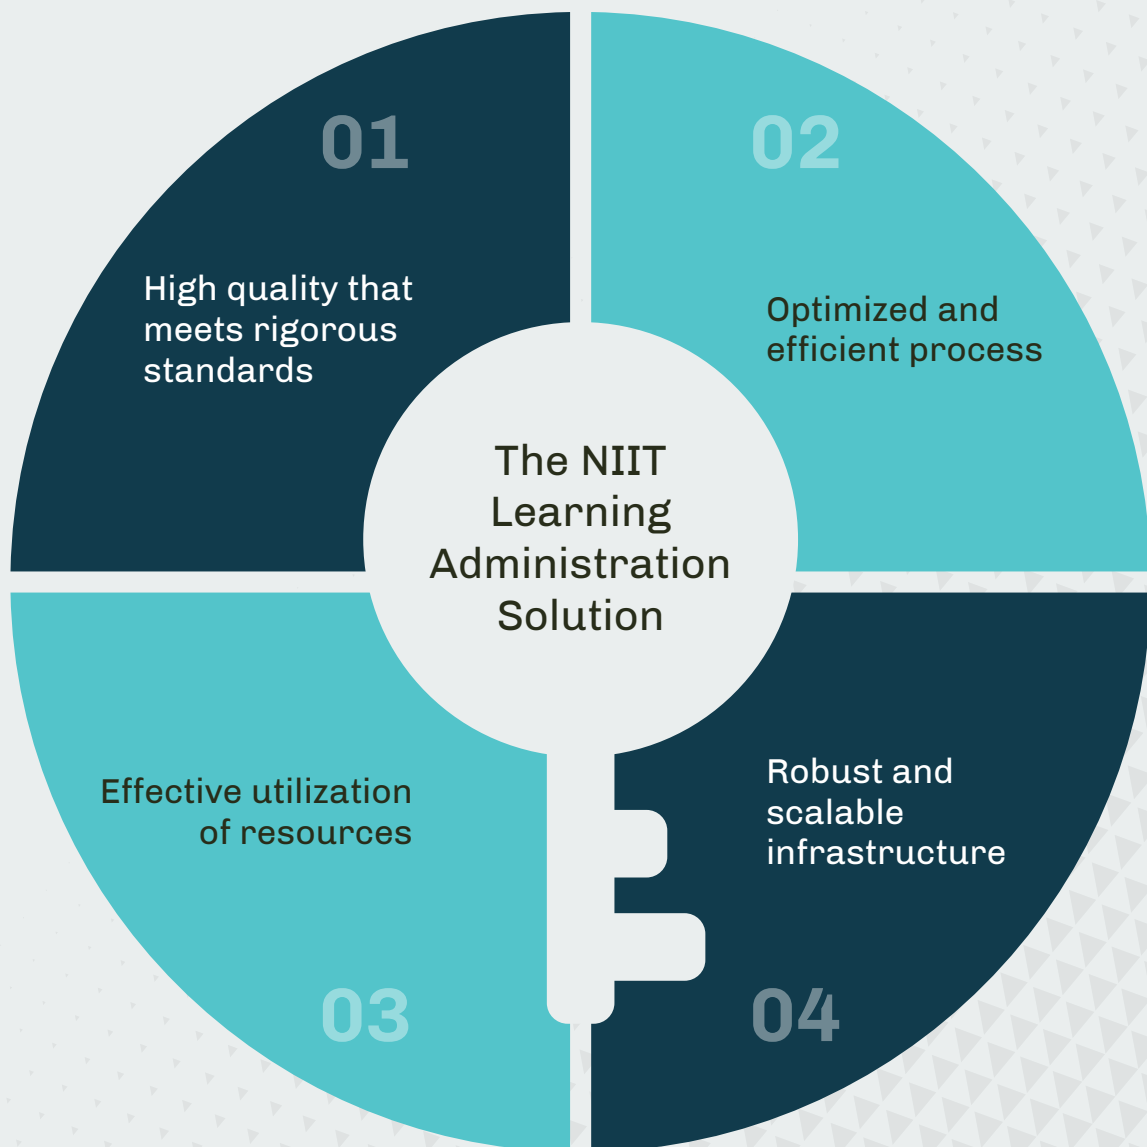 01
High quality that
meets rigorous
standards
02
Optimized and
efficient process
The NIIT
Learning
Administration
Solution
Effective utilization
of resources
03
Robust and
scalable
infrastructure
04